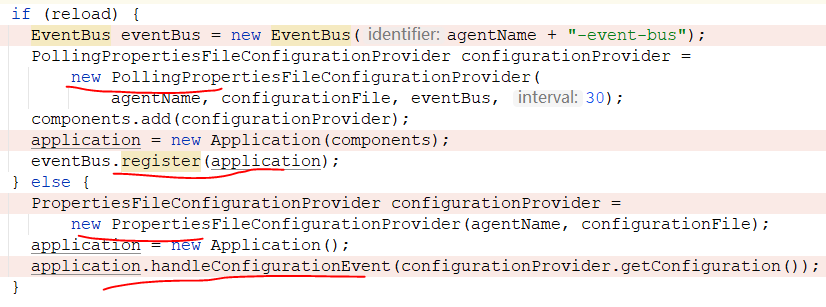 if (reload) {
EventBus eventBus = new EventBus( identifier: agentName + "-event-bus");
PollingPropertiesFileConfigurationProvider configurationProvider =
new PollingPropertiesFileConfigurationProvider(
agentName, configurationFile, eventBus, interval: 30);
components.add(configurationProvider);
application = new Application(components);
eventBus.register(application);
} else {
PropertiesFileConfigurationProvider configurationProvider =
new PropertiesFileConfigurationProvider(agentName, configurationFile);
application = new Application();
application.handleConfigurationEvent(configurationProvider.getConfiguration());
}